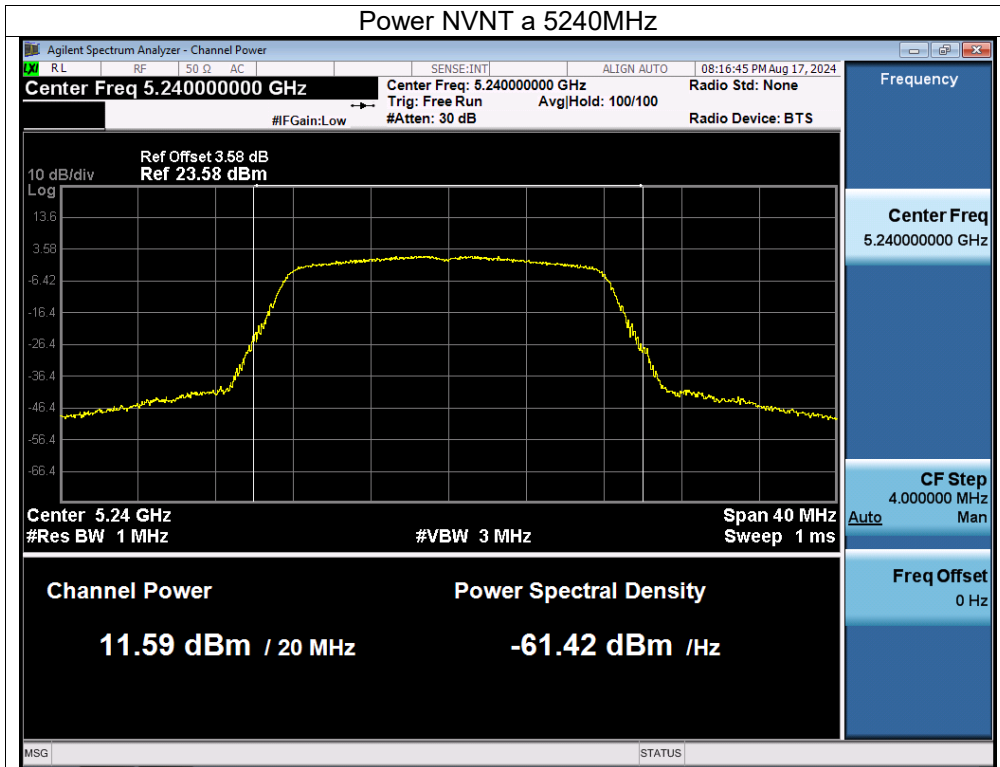 Power NVNT a 5240MHz
Agilent Spectrum Analyzer - Channel Power
LXI RL RF 50 Ω AC SENSE:INT ALIGN AUTO 08:16:45 PM Aug 17, 2024
Center Freq 5.240000000 GHz
#IFGain:Low
Center Freq: 5.240000000 GHz
Trig: Free Run Avg|Hold: 100/100
#Atten: 30 dB
Radio Std: None
Radio Device: BTS
Ref Offset 3.58 dB
10 dB/div Ref 23.58 dBm
Log
13.6
3.58
-6.42
-16.4
-26.4
-36.4
-46.4
-56.4
-66.4
Center 5.24 GHz Span 40 MHz
#Res BW 1 MHz #VBW 3 MHz Sweep 1 ms
Channel Power Power Spectral Density
11.59 dBm / 20 MHz -61.42 dBm /Hz
Frequency
Center Freq
5.240000000 GHz
CF Step
4.000000 MHz
Auto Man
Freq Offset
0 Hz
MSG STATUS